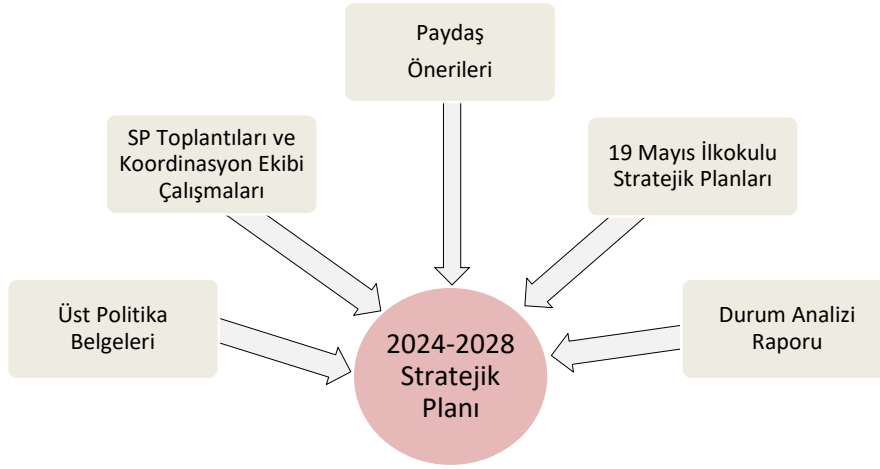 Paydaş
Önerileri
SP Toplantıları ve
Koordinasyon Ekibi
Çalışmaları
19 Mayıs İlkokulu
Stratejik Planları
Üst Politika
Belgeleri
Durum Analizi
Raporu
2024-2028
Stratejik
Planı